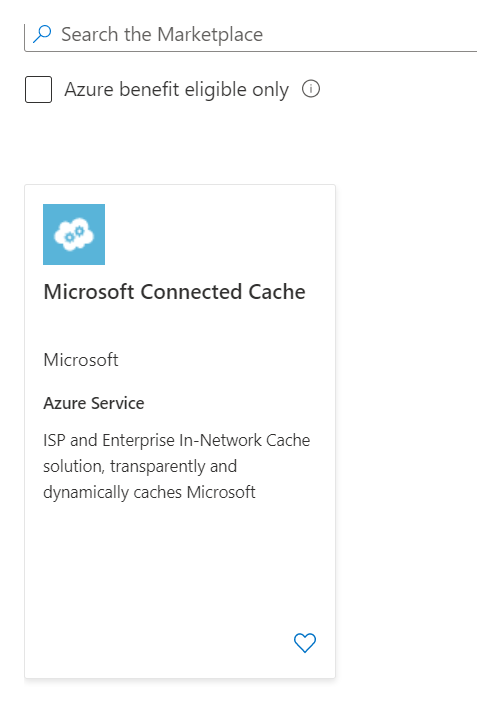 Search the Marketplace
Azure benefit eligible only
Microsoft Connected Cache
Microsoft
Azure Service
ISP and Enterprise In-Network Cache
solution, transparently and
dynamically caches Microsoft